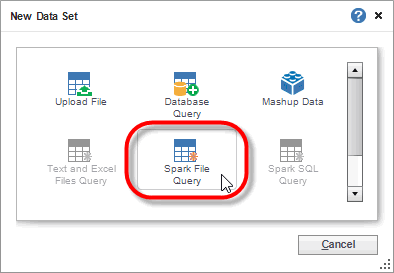 New Data Set
?
Upload File
Database
Query
Mashup Data
Text and Excel
Files Query
Spark File
Query
Spark SQL
Query
Cancel